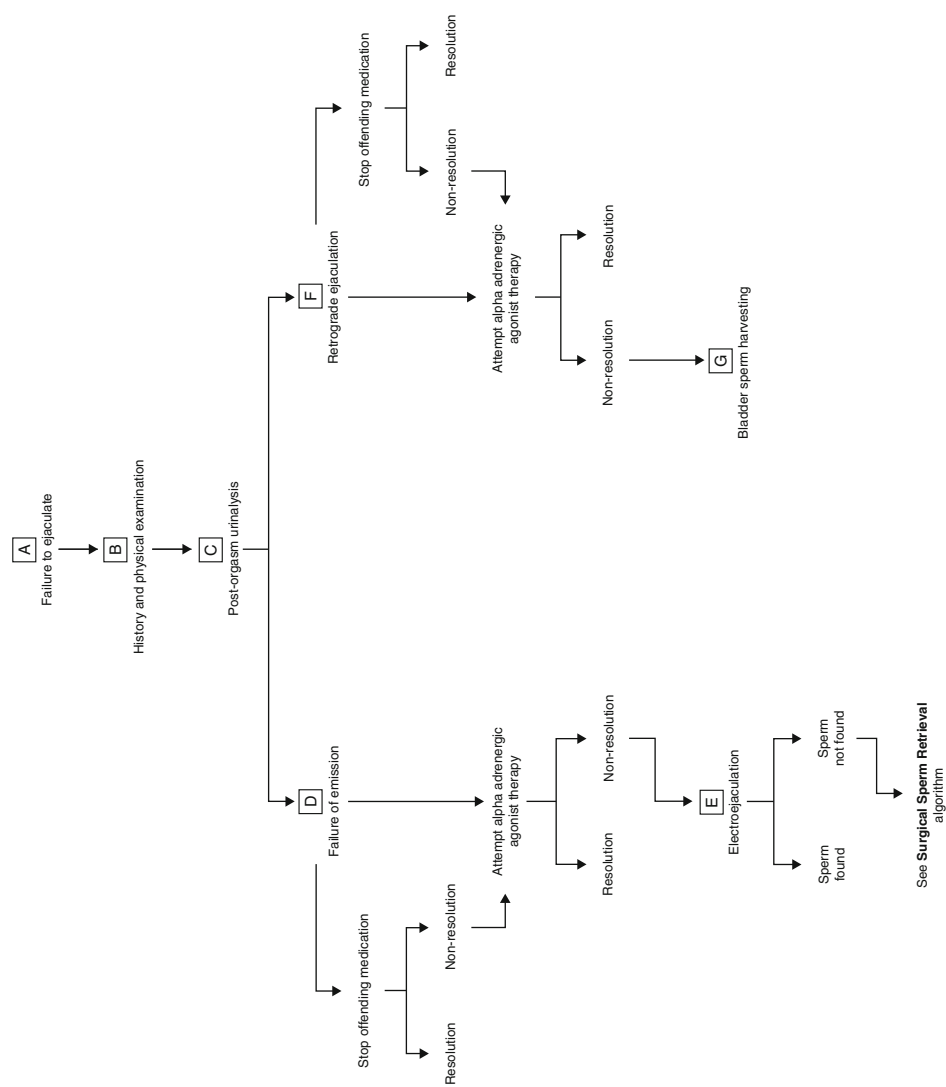 A
Failure to ejaculate
B
History and physical examination
C
Post-orgasm urinalysis
D
Failure of emission
F
Retrograde ejaculation
Stop offending medication
Stop offending medication
Resolution
Non-resolution
Non-resolution
Resolution
Attempt alpha adrenergic
agonist therapy
Attempt alpha adrenergic
agonist therapy
Resolution
Non-resolution
Non-resolution
Resolution
E
Electroejaculation
G
Bladder sperm harvesting
Sperm
found
Sperm
not found
See Surgical Sperm Retrieval
algorithm